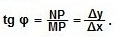 tg φ = NP/MP = Δy/Δx .